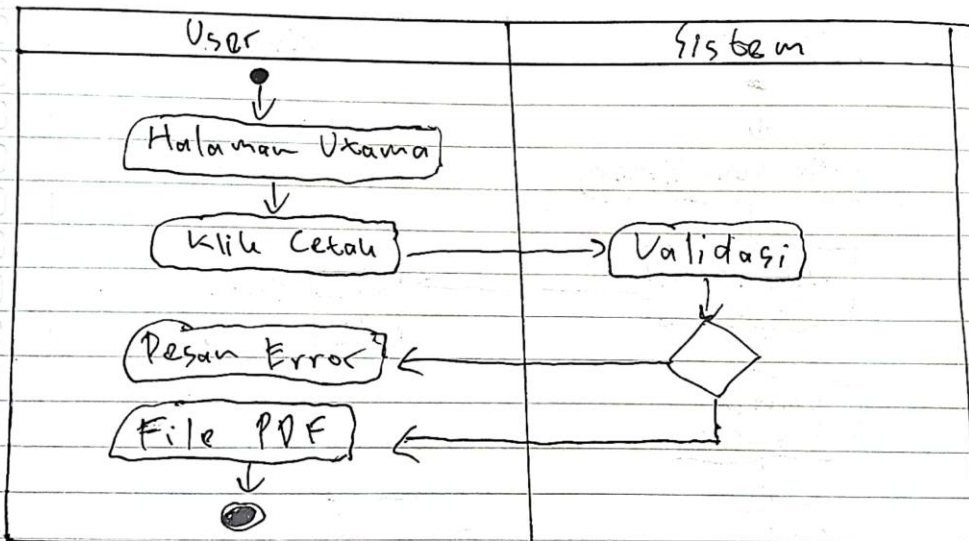 User
Sistem
Halaman Utama
Klik Cetak
Validasi
Pesan Error
File PDF